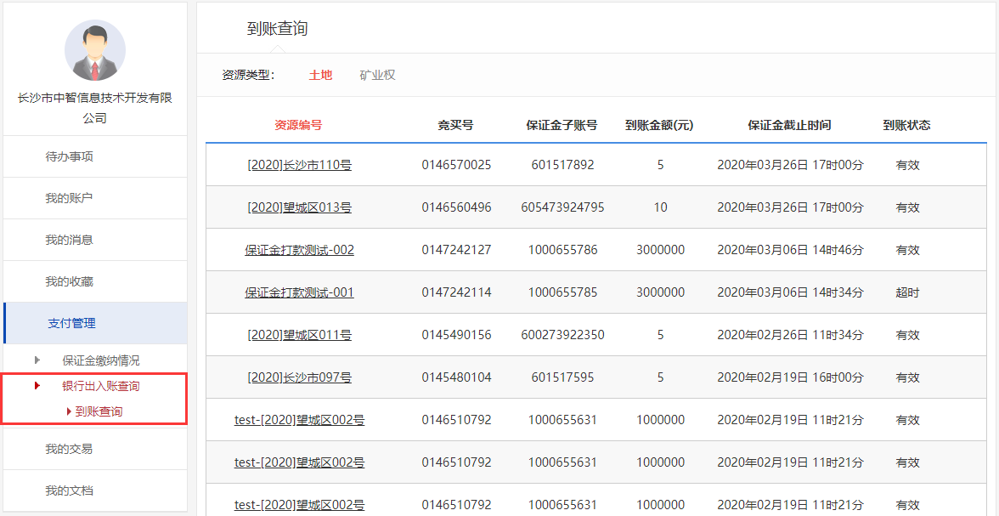 长沙市中智信息技术开发有限
公司
待办事项
我的账户
我的消息
我的收藏
支付管理
保证金缴纳情况
银行出入账查询
到账查询
我的交易
我的文档
到账查询
资源类型： 土地 矿业权
资源编号 竞买号 保证金子账号 到账金额(元) 保证金截止时间 到账状态
[2020]长沙市110号 0146570025 601517892 5 2020年03月26日 17时00分 有效
[2020]望城区013号 0146560496 605473924795 10 2020年03月26日 17时00分 有效
保证金打款测试-002 0147242127 1000655786 3000000 2020年03月06日 14时46分 有效
保证金打款测试-001 0147242114 1000655785 3000000 2020年03月06日 14时34分 超时
[2020]望城区011号 0145490156 600273922350 5 2020年02月26日 11时34分 有效
[2020]长沙市097号 0145480104 601517595 5 2020年02月19日 16时00分 有效
test-[2020]望城区002号 0146510792 1000655631 1000000 2020年02月19日 11时21分 有效
test-[2020]望城区002号 0146510792 1000655631 1000000 2020年02月19日 11时21分 有效
test-[2020]望城区002号 0146510792 1000655631 1000000 2020年02月19日 11时21分 有效